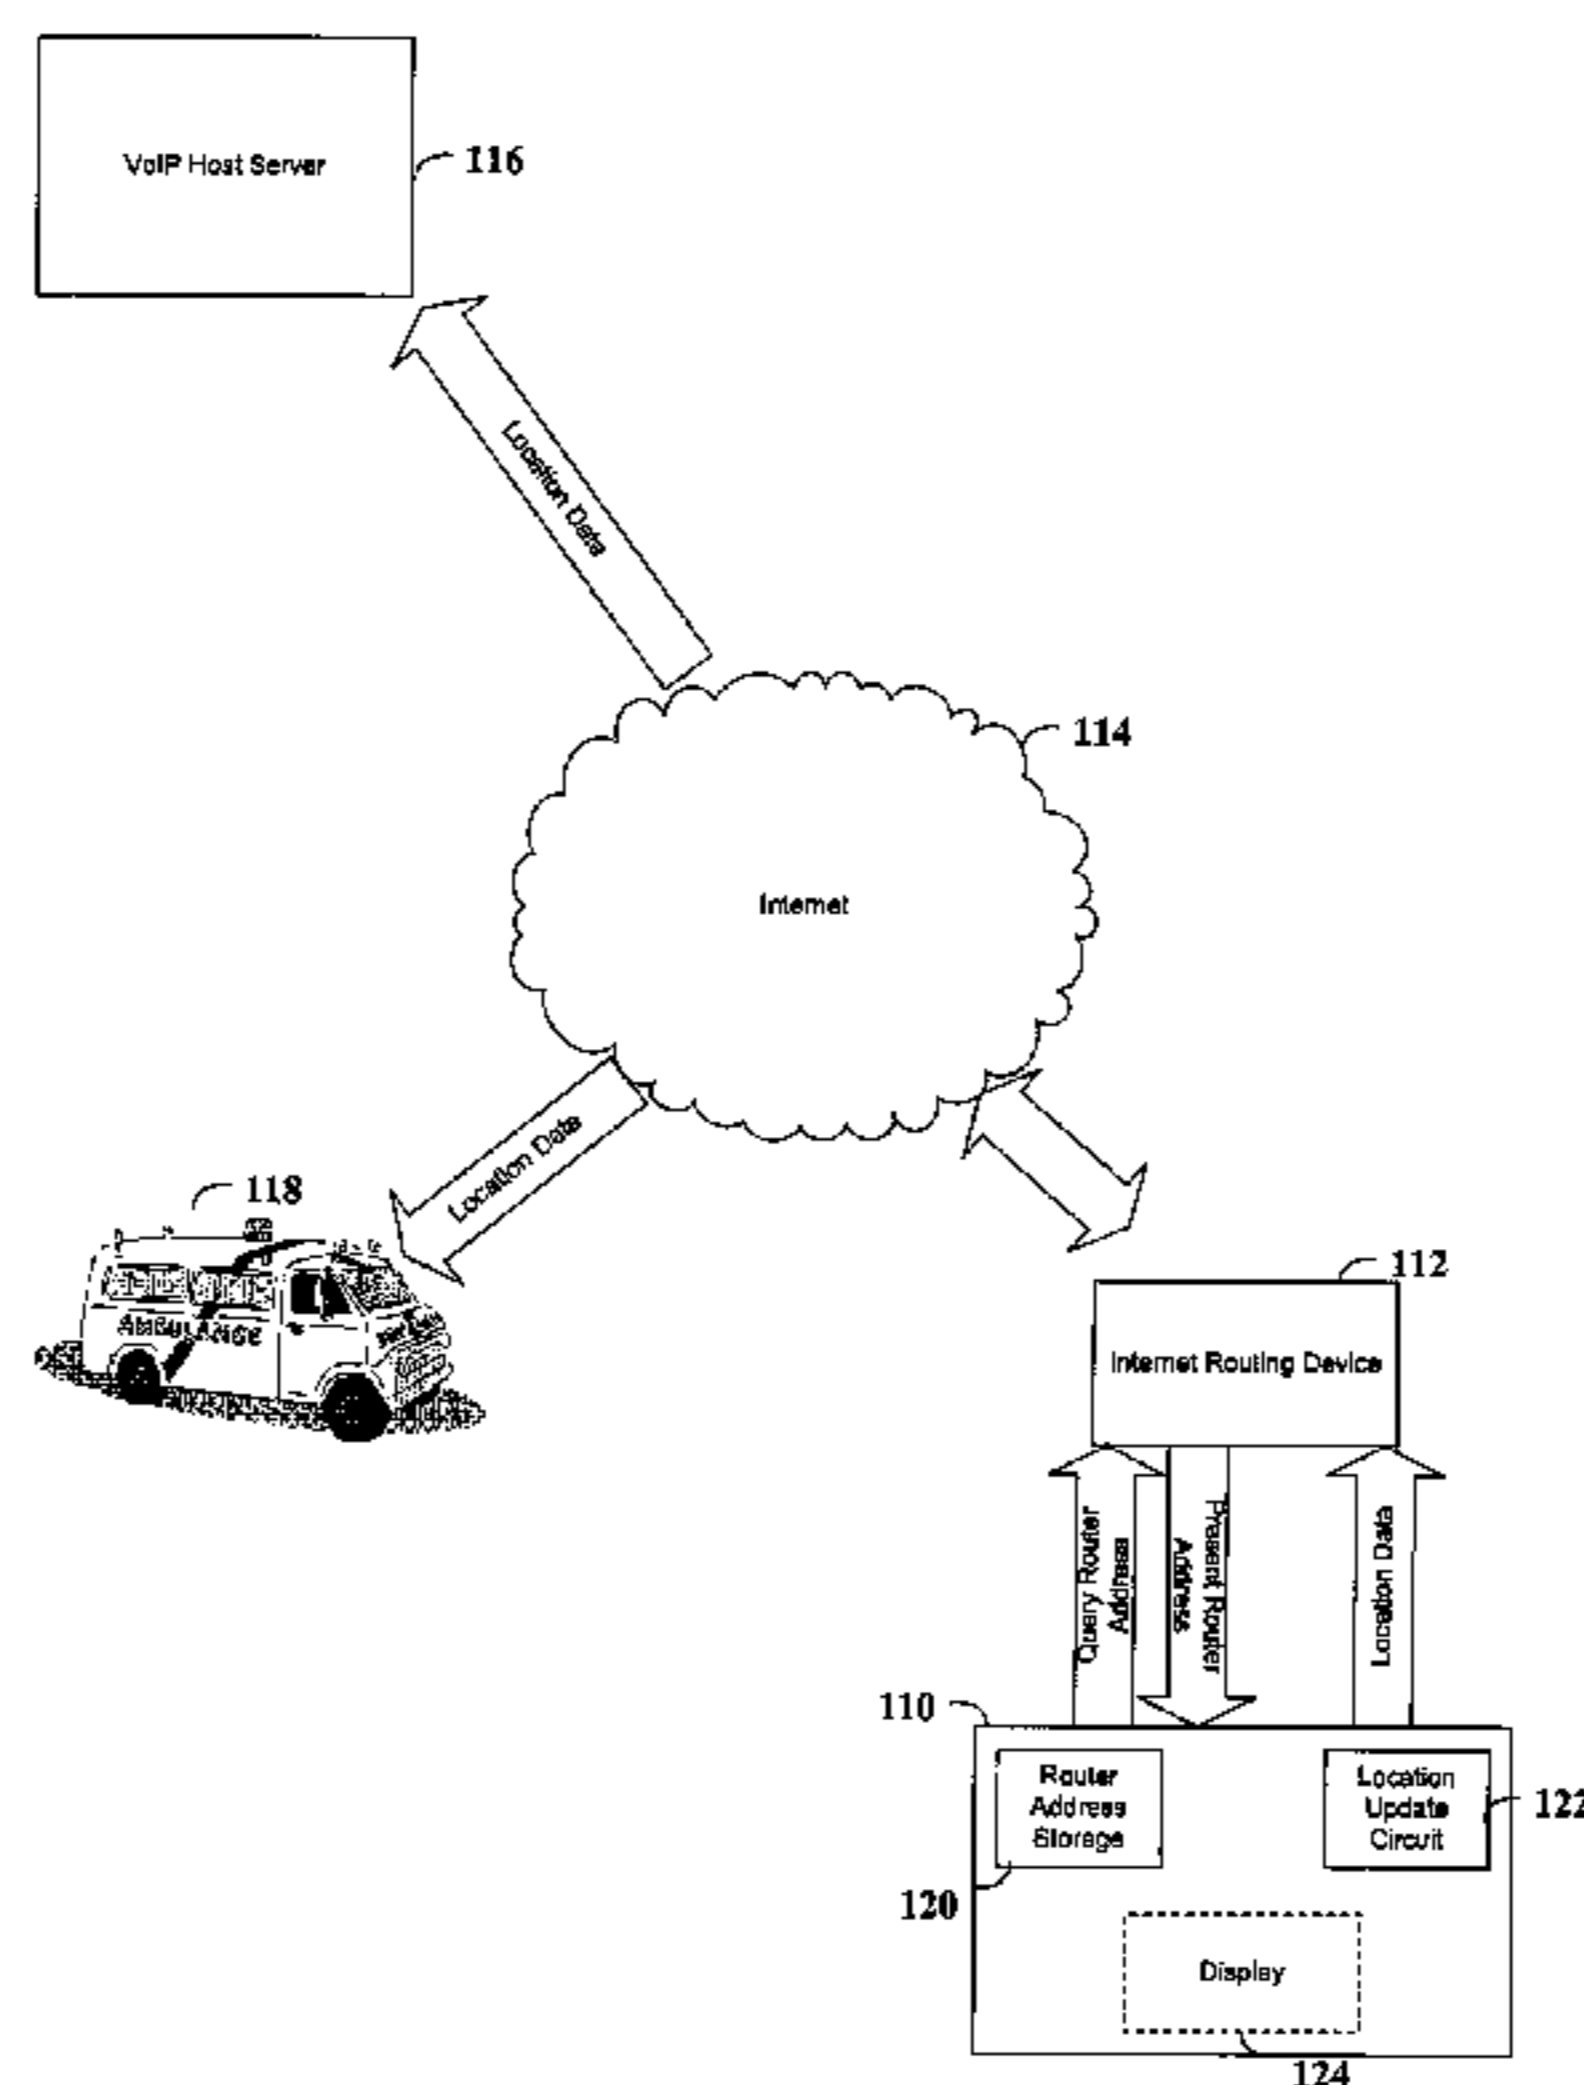 VoIP Host Server
116
Location Data
114
Internet
Location Data
118
AMBULANCE
112
Internet Routing Device
Query Router
Address
Present Router
Address
Location Data
110
Router
Address
Storage
Location
Update
Circuit
122
120
Display
124